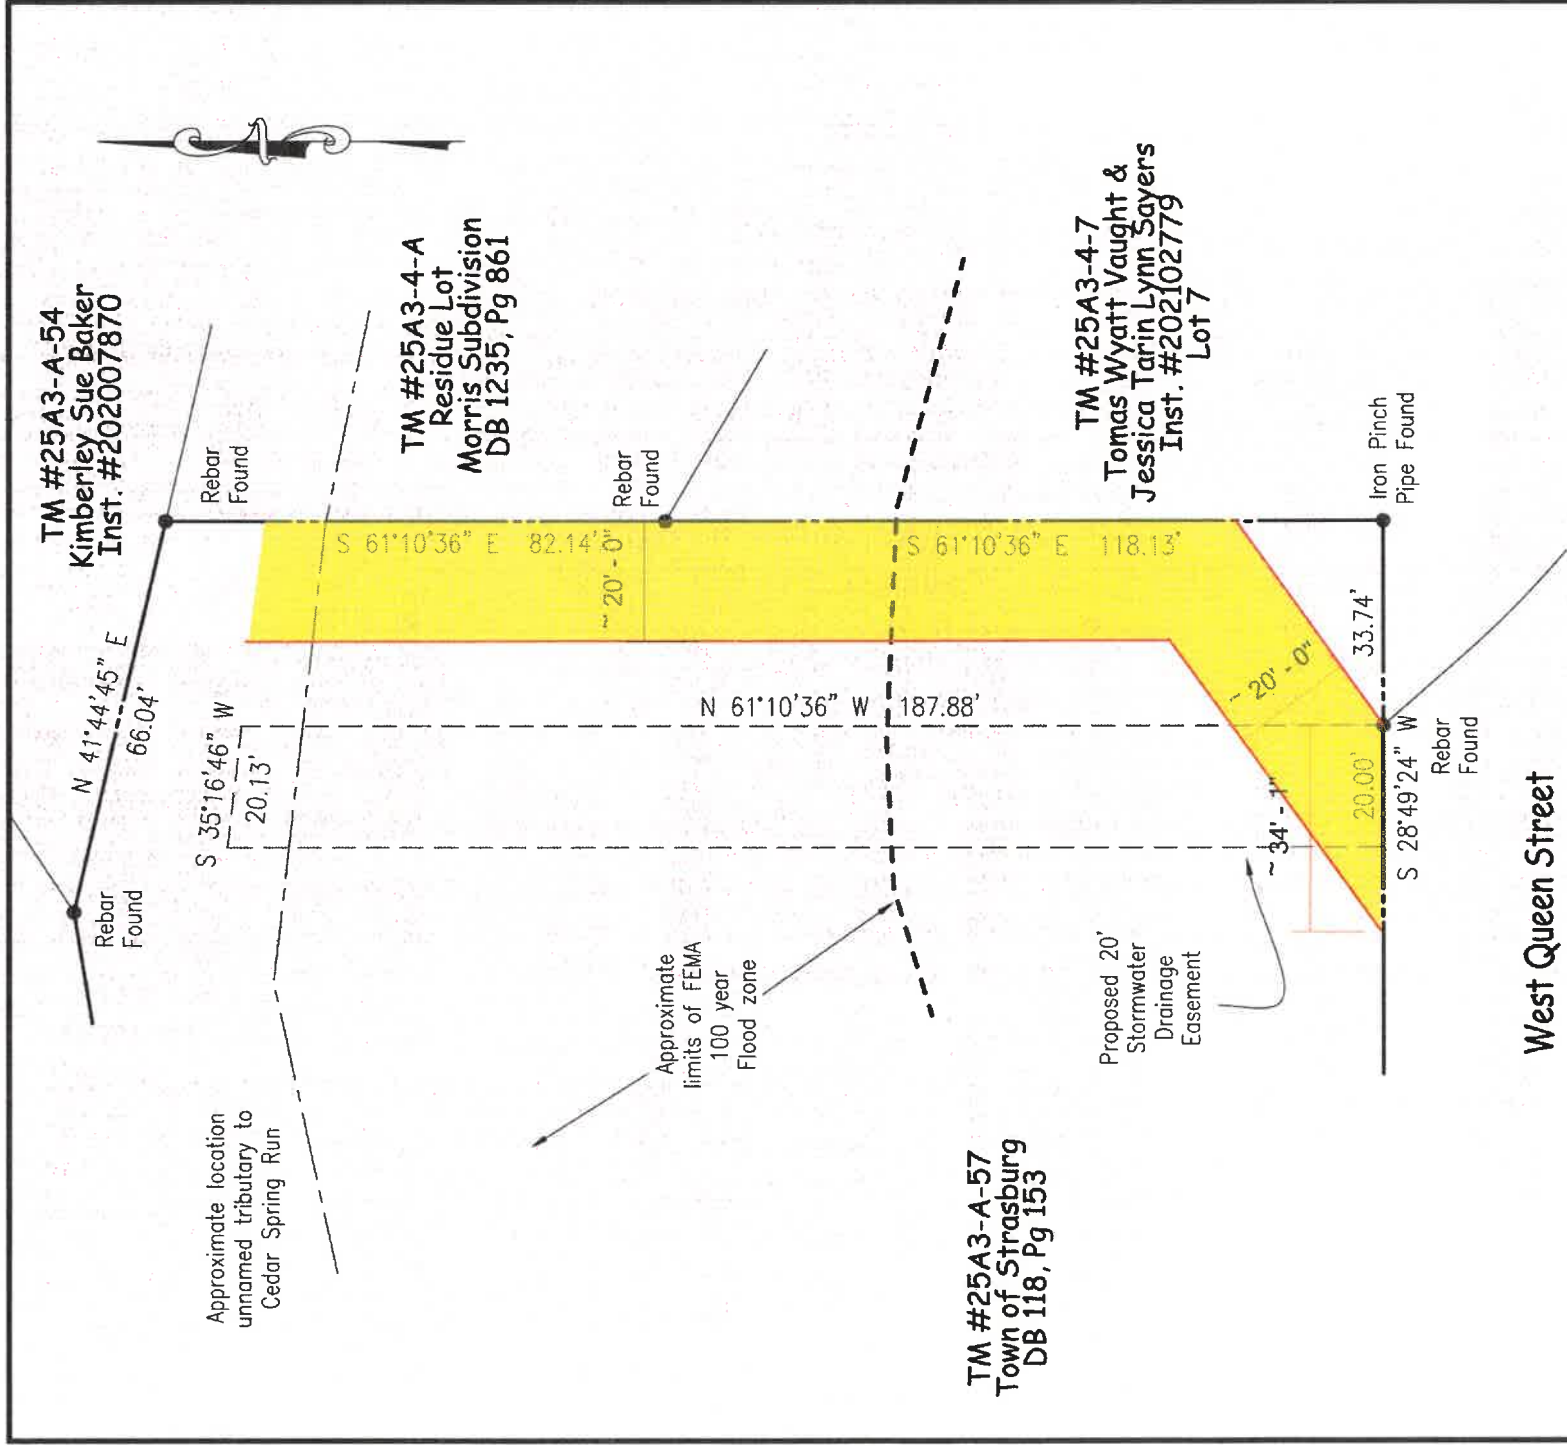 TM #25A3-A-54
Kimberley Sue Baker
Inst. #202007870
N 41°44'45" E
66.04'
Rebar
Found
Rebar
Found
S 35°16'46" W
20.13'
TM #25A3-4-A
Residue Lot
Morris Subdivision
DB 1235, Pg 861
Approximate location
unnamed tributary to
Cedar Spring Run
S 61°10'36" E 82.14'
~ 20' - 0"
Rebar
Found
N 61°10'36" W 187.88'
S 61°10'36" E 118.13'
Approximate
limits of FEMA
100 year
Flood zone
TM #25A3-4-7
Tomas Wyatt Vaught &
Jessica Tarin Lynn Sayers
Inst. #202102779
Lot 7
TM #25A3-A-57
Town of Strasburg
DB 118, Pg 153
Proposed 20'
Stormwater
Drainage
Easement
~ 34' - 1"
~ 20' - 0"
20.00'
33.74'
S 28°49'24" W
Rebar
Found
Iron Pinch
Pipe Found
West Queen Street